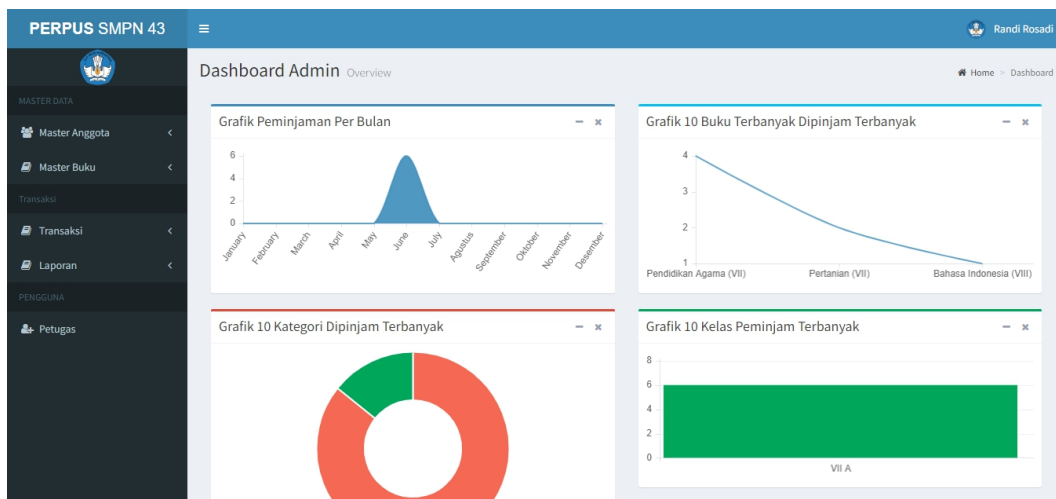 PERPUS SMPN 43
Randi Rosadi
Dashboard Admin Overview
Home > Dashboard
MASTER DATA
Master Anggota
Master Buku
Transaksi
Transaksi
Laporan
PENGGUNA
Petugas
Grafik Peminjaman Per Bulan
6
4
2
0
January
February
March
April
May
June
July
Agustus
September
Oktober
November
Desember
Grafik 10 Buku Terbanyak Dipinjam Terbanyak
4
3
2
1
Pendidikan Agama (VII)
Pertanian (VII)
Bahasa Indonesia (VIII)
Grafik 10 Kategori Dipinjam Terbanyak
Grafik 10 Kelas Peminjam Terbanyak
8
6
4
2
0
VII A